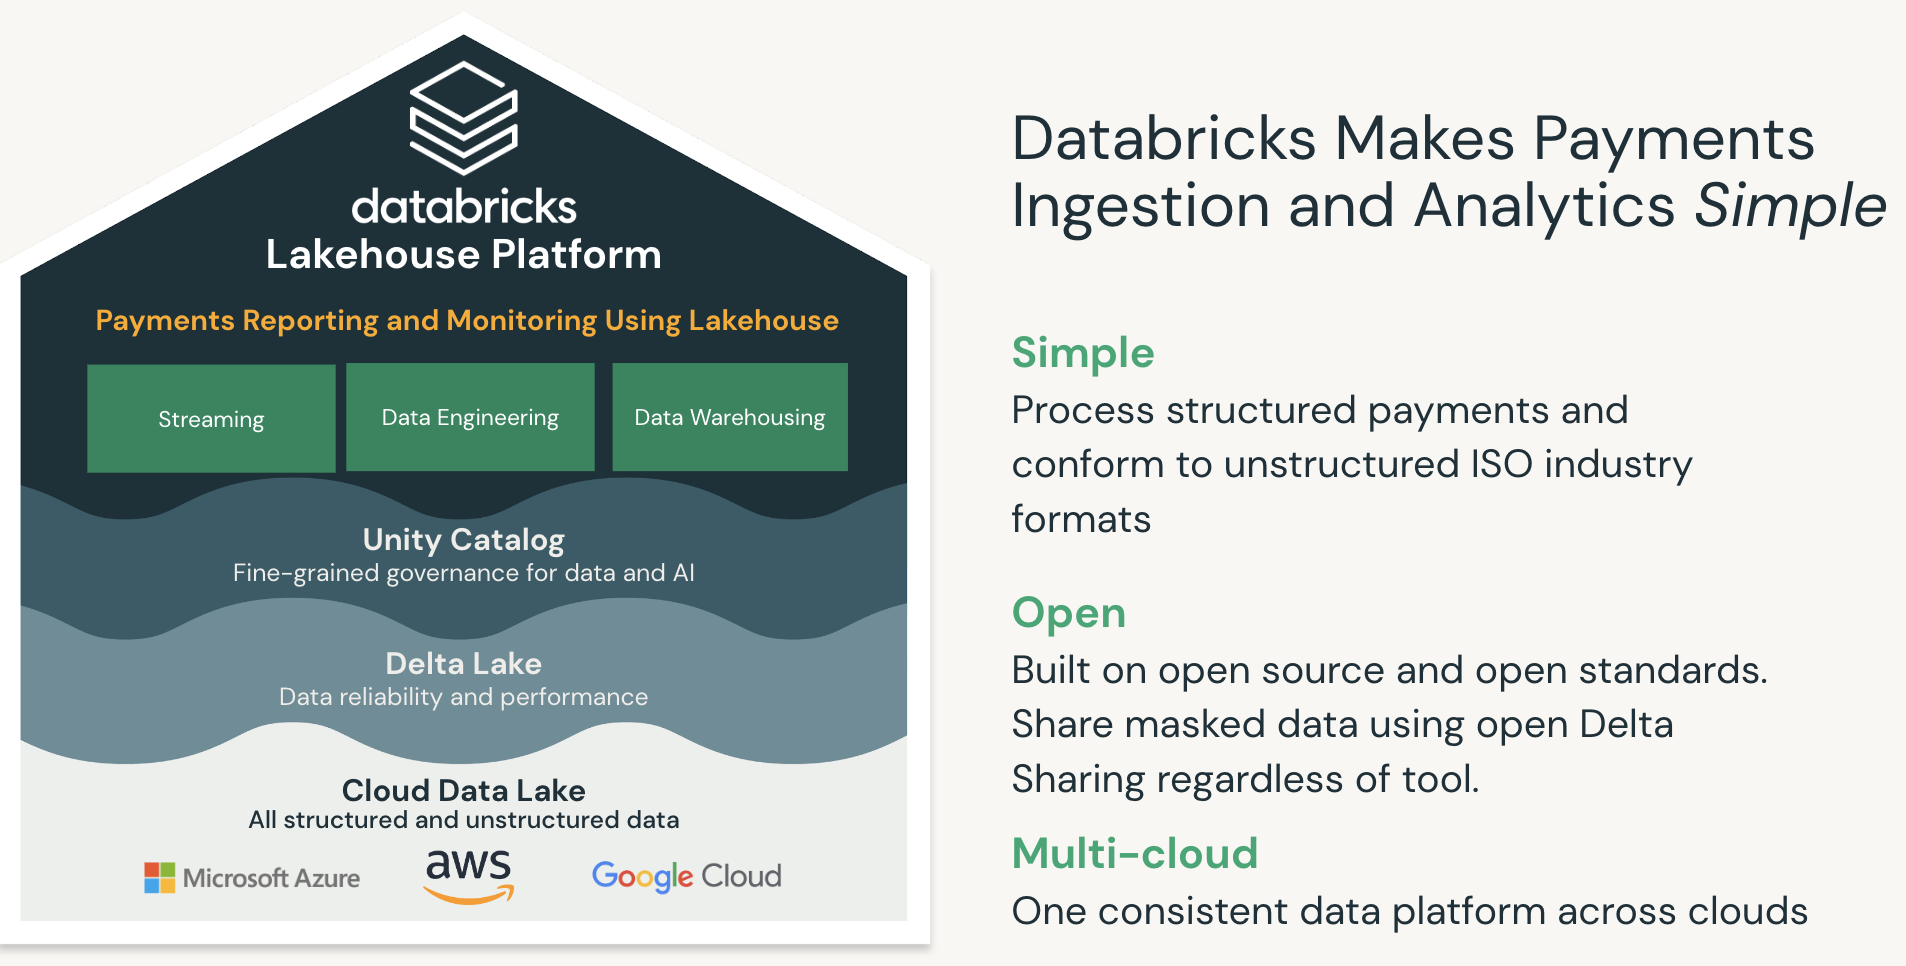 databricks
Lakehouse Platform
Payments Reporting and Monitoring Using Lakehouse
Streaming
Data Engineering
Data Warehousing
Unity Catalog
Fine-grained governance for data and AI
Delta Lake
Data reliability and performance
Cloud Data Lake
All structured and unstructured data
Microsoft Azure
aws
Google Cloud
Databricks Makes Payments
Ingestion and Analytics Simple
Simple
Process structured payments and
conform to unstructured ISO industry
formats
Open
Built on open source and open standards.
Share masked data using open Delta
Sharing regardless of tool.
Multi-cloud
One consistent data platform across clouds